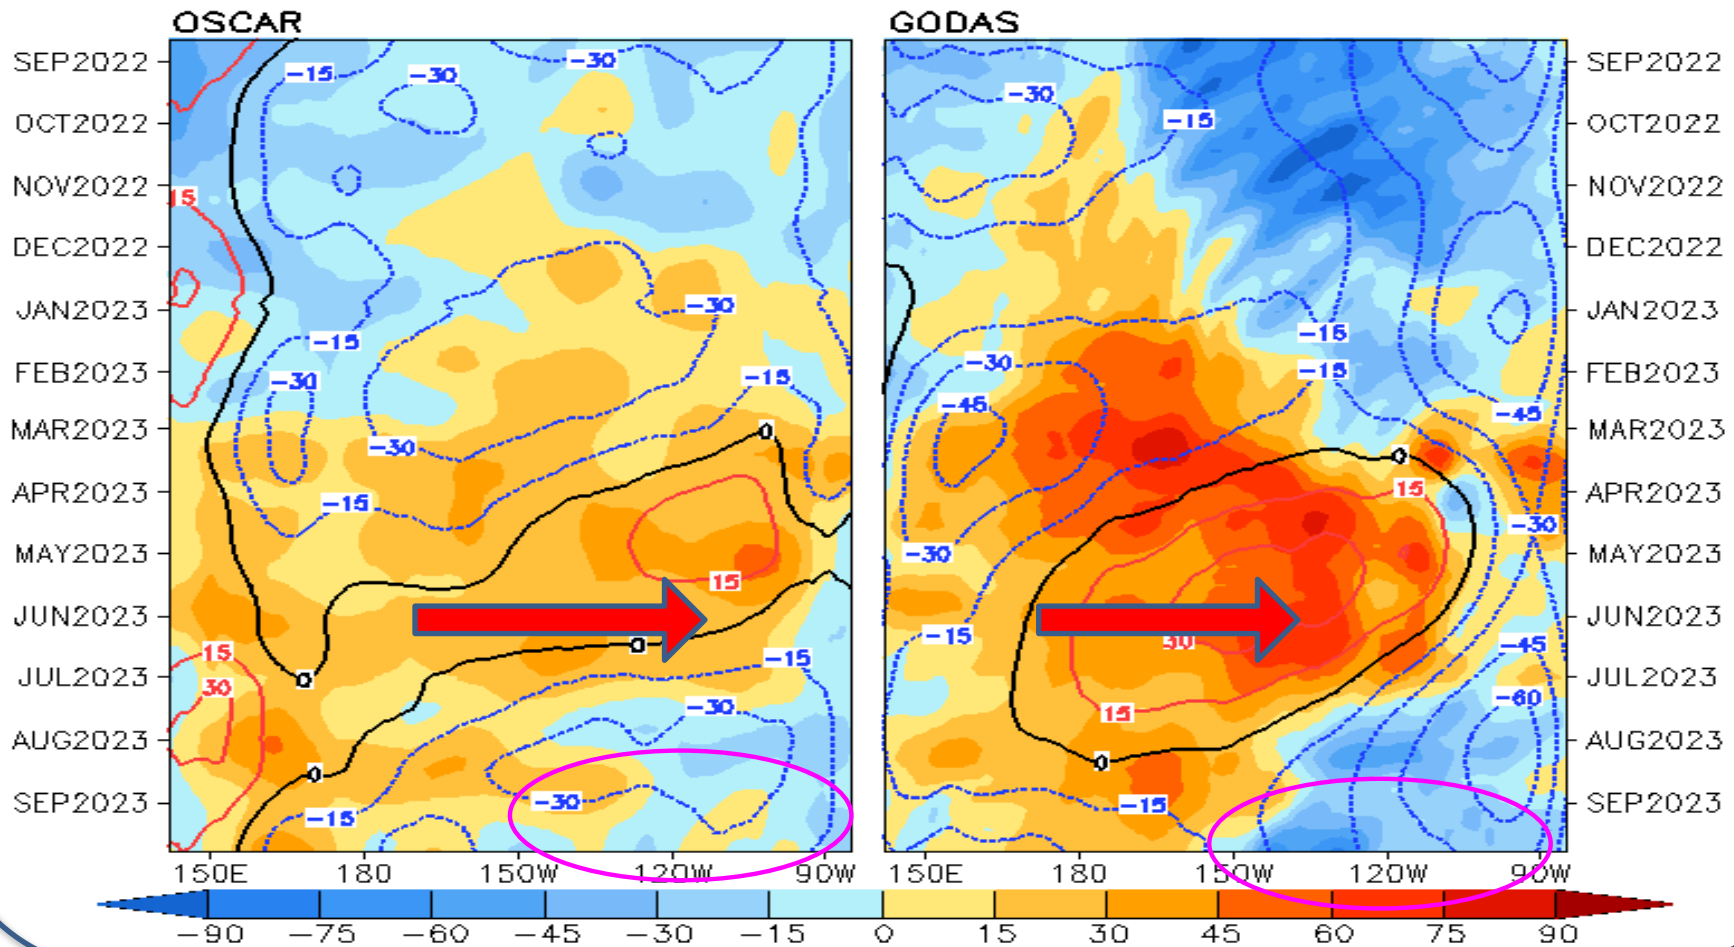 OSCAR
GODAS
SEP2022
OCT2022
NOV2022
DEC2022
JAN2023
FEB2023
MAR2023
APR2023
MAY2023
JUN2023
JUL2023
AUG2023
SEP2023
-15
-30
-30
15
-30
-15
-30
-15
0
-30
-15
15
0
15
-15
0
30
-30
0
-30
-15
150E
180
150W
120W
90W
-30
-15
-15
-30
-15
-45
-45
0
15
-30
-30
-15
30
-45
-60
15
0
-15
150E
180
150W
120W
90W
SEP2022
OCT2022
NOV2022
DEC2022
JAN2023
FEB2023
MAR2023
APR2023
MAY2023
JUN2023
JUL2023
AUG2023
SEP2023
-90 -75 -60 -45 -30 -15 0 15 30 45 60 75 90